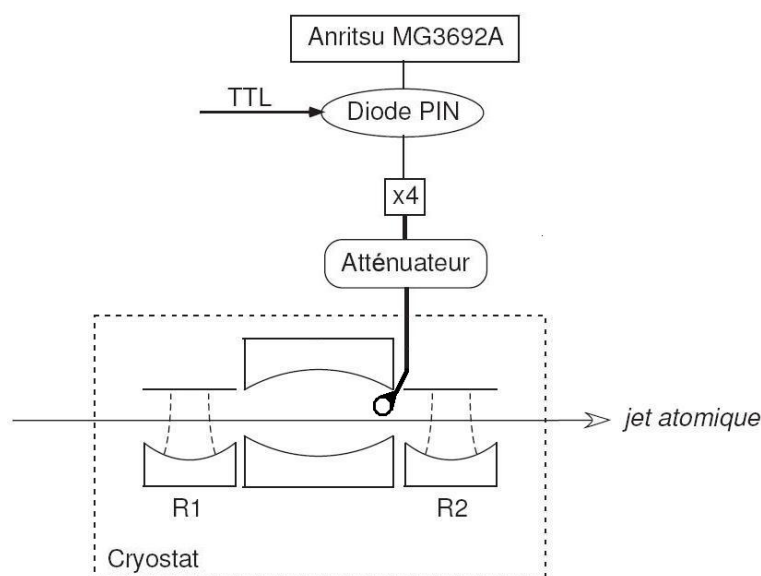 Anritsu MG3692A
TTL
Diode PIN
x4
Atténuateur
jet atomique
R1
R2
Cryostat